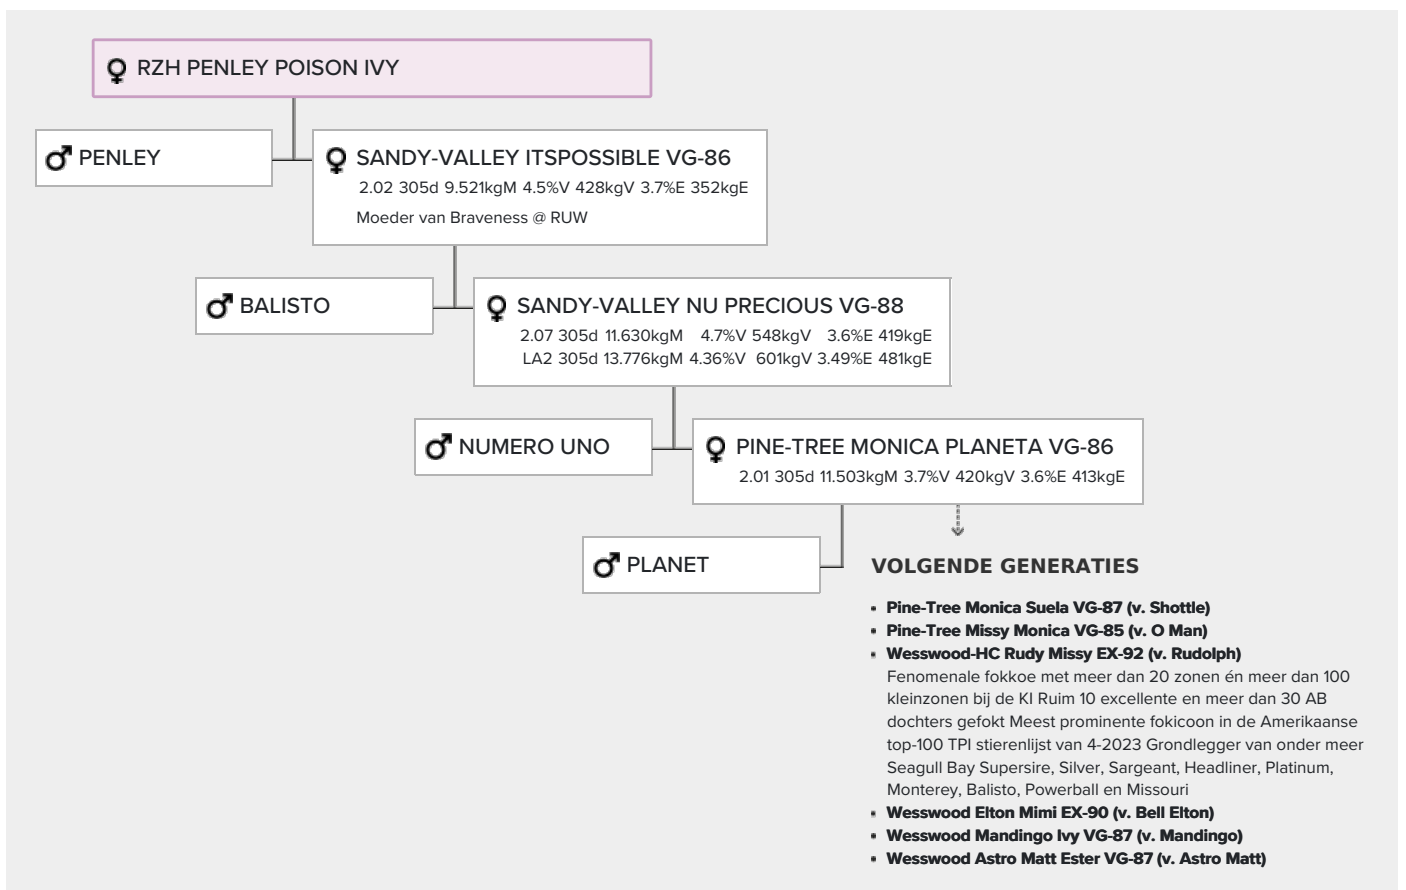 RZH PENLEY POISON IVY
PENLEY
SANDY-VALLEY ITSPOSSIBLE VG-86
2.02 305d 9.521kgM 4.5%V 428kgV 3.7%E 352kgE
Moeder van Braveness @ RUW
BALISTO
SANDY-VALLEY NU PRECIOUS VG-88
2.07 305d 11.630kgM 4.7%V 548kgV 3.6%E 419kgE
LA2 305d 13.776kgM 4.36%V 601kgV 3.49%E 481kgE
NUMERO UNO
PINE-TREE MONICA PLANETA VG-86
2.01 305d 11.503kgM 3.7%V 420kgV 3.6%E 413kgE
PLANET
VOLGENDE GENERATIES
• Pine-Tree Monica Suela VG-87 (v. Shottle)
• Pine-Tree Missy Monica VG-85 (v. O Man)
• Wesswood-HC Rudy Missy EX-92 (v. Rudolph)
Fenomenale fokkoe met meer dan 20 zonen én meer dan 100
kleinzonen bij de KI Ruim 10 excellente en meer dan 30 AB
dochters gefokt Meest prominente fokicoon in de Amerikaanse
top-100 TPI stierenlijst van 4-2023 Grondlegger van onder meer
Seagull Bay Supersire, Silver, Sargeant, Headliner, Platinum,
Monterey, Balisto, Powerball en Missouri
• Wesswood Elton Mimi EX-90 (v. Bell Elton)
• Wesswood Mandingo Ivy VG-87 (v. Mandingo)
• Wesswood Astro Matt Ester VG-87 (v. Astro Matt)